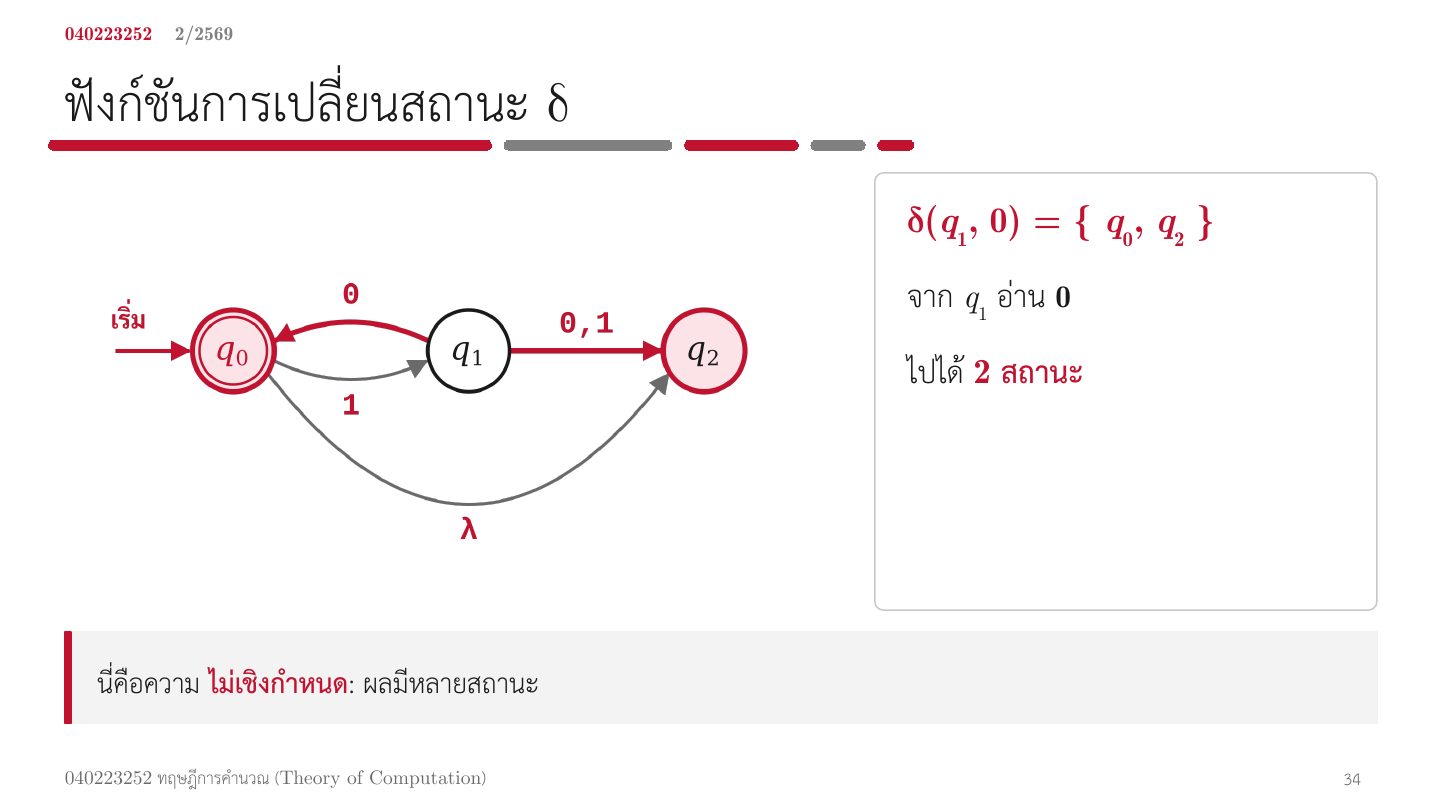 040223252 2/2569
ฟังก์ชันการเปลี่ยนสถานะ δ
δ(q₁, 0) = { q₀, q₂ }
จาก q₁ อ่าน 0
ไปได้ 2 สถานะ
เริ่ม
0
0,1
q₀
q₁
q₂
1
λ
นี่คือความ ไม่เชิงกำหนด: ผลมีหลายสถานะ
040223252 ทฤษฎีการคำนวณ (Theory of Computation)
34